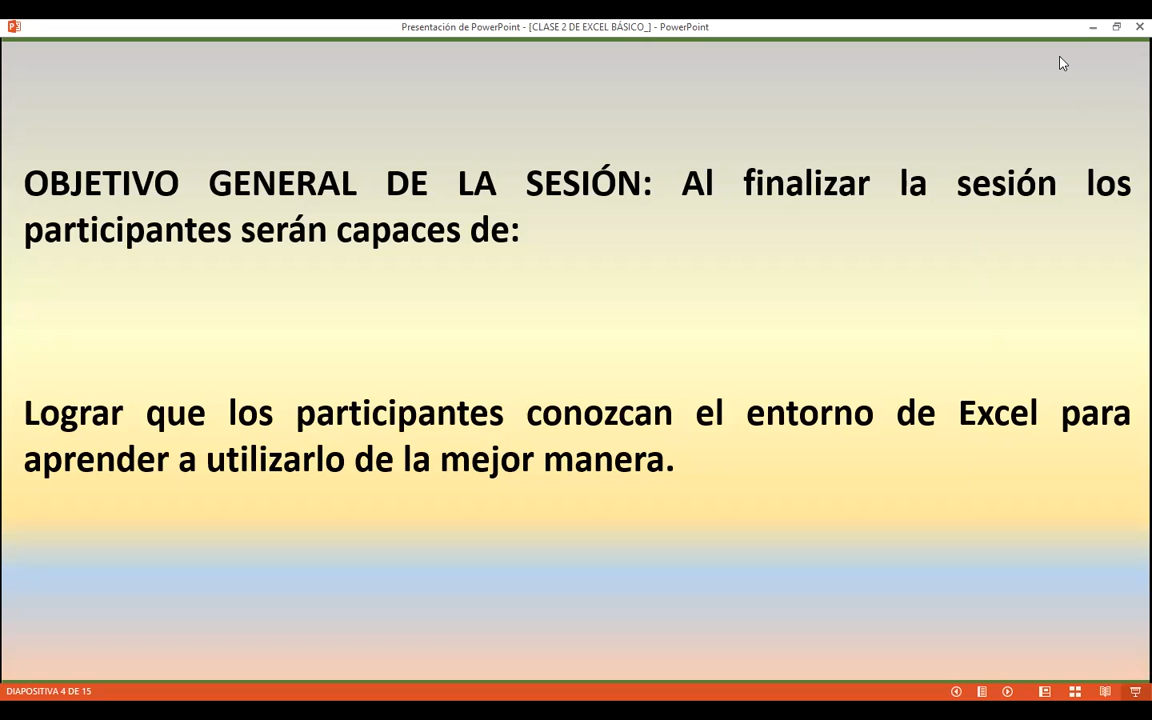 Presentación de PowerPoint - [CLASE 2 DE EXCEL BÁSICO_] - PowerPoint
OBJETIVO GENERAL DE LA SESIÓN: Al finalizar la sesión los
participantes serán capaces de:
Lograr que los participantes conozcan el entorno de Excel para
aprender a utilizarlo de la mejor manera.
DIAPOSITIVA 4 DE 15